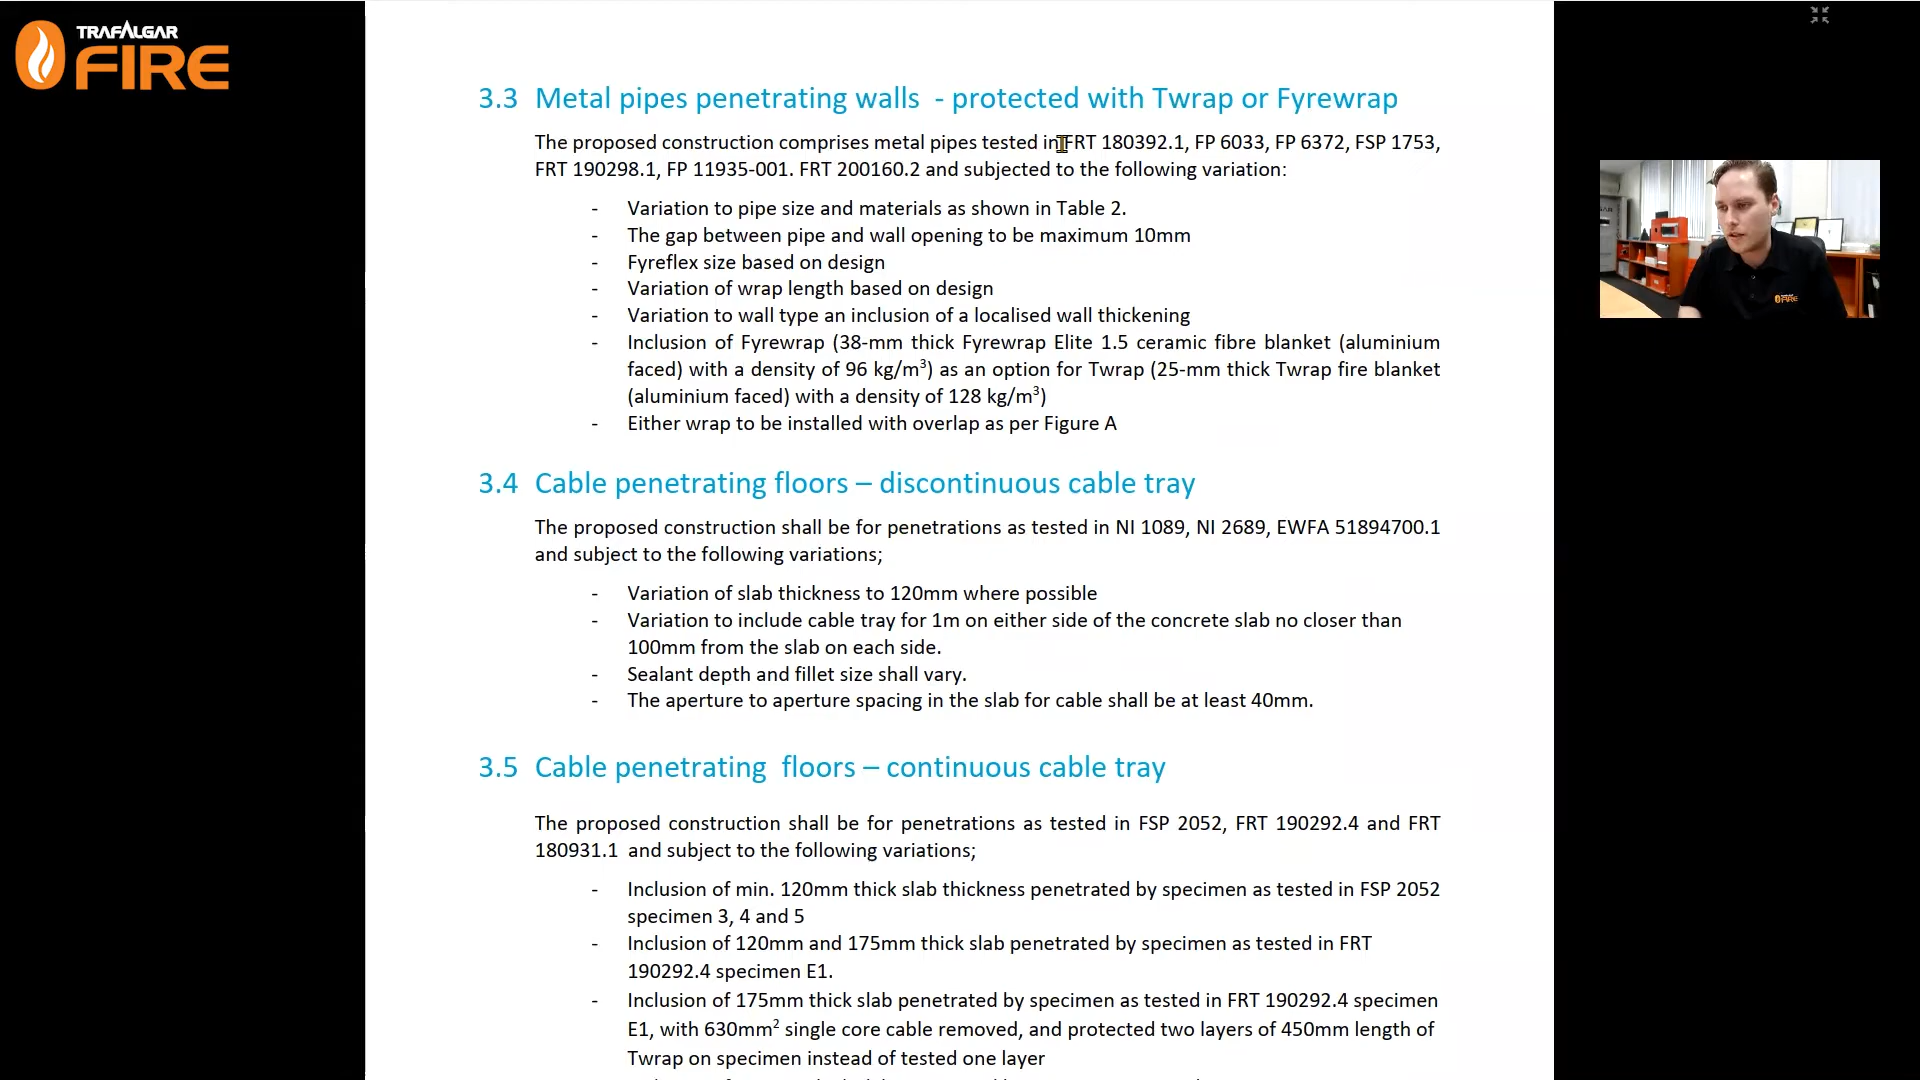 TRAFALGAR
FIRE
3.3 Metal pipes penetrating walls - protected with Twrap or Fyrewrap
The proposed construction comprises metal pipes tested in FRT 180392.1, FP 6033, FP 6372, FSP 1753,
FRT 190298.1, FP 11935-001. FRT 200160.2 and subjected to the following variation:
- Variation to pipe size and materials as shown in Table 2.
- The gap between pipe and wall opening to be maximum 10mm
- Fyreflex size based on design
- Variation of wrap length based on design
- Variation to wall type an inclusion of a localised wall thickening
- Inclusion of Fyrewrap (38-mm thick Fyrewrap Elite 1.5 ceramic fibre blanket (aluminium
faced) with a density of 96 kg/m³) as an option for Twrap (25-mm thick Twrap fire blanket
(aluminium faced) with a density of 128 kg/m³)
- Either wrap to be installed with overlap as per Figure A
3.4 Cable penetrating floors – discontinuous cable tray
The proposed construction shall be for penetrations as tested in NI 1089, NI 2689, EWFA 51894700.1
and subject to the following variations;
- Variation of slab thickness to 120mm where possible
- Variation to include cable tray for 1m on either side of the concrete slab no closer than
100mm from the slab on each side.
- Sealant depth and fillet size shall vary.
- The aperture to aperture spacing in the slab for cable shall be at least 40mm.
3.5 Cable penetrating floors – continuous cable tray
The proposed construction shall be for penetrations as tested in FSP 2052, FRT 190292.4 and FRT
180931.1 and subject to the following variations;
- Inclusion of min. 120mm thick slab thickness penetrated by specimen as tested in FSP 2052
specimen 3, 4 and 5
- Inclusion of 120mm and 175mm thick slab penetrated by specimen as tested in FRT
190292.4 specimen E1.
- Inclusion of 175mm thick slab penetrated by specimen as tested in FRT 190292.4 specimen
E1, with 630mm² single core cable removed, and protected two layers of 450mm length of
Twrap on specimen instead of tested one layer
FIRE